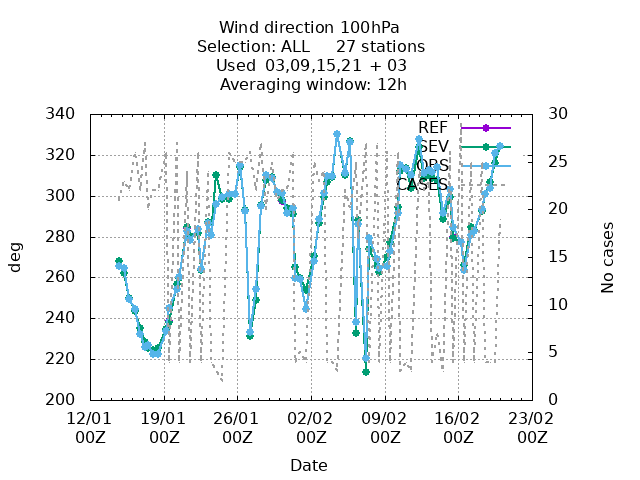 Wind direction 100hPa
Selection: ALL 27 stations
Used 03,09,15,21 + 03
Averaging window: 12h
340
320
300
280
260
240
220
200
30
25
20
15
10
5
0
REF
SEV
OBS
CASES
deg
No cases
12/01 19/01 26/01 02/02 09/02 16/02 23/02
00Z 00Z 00Z 00Z 00Z 00Z 00Z
Date